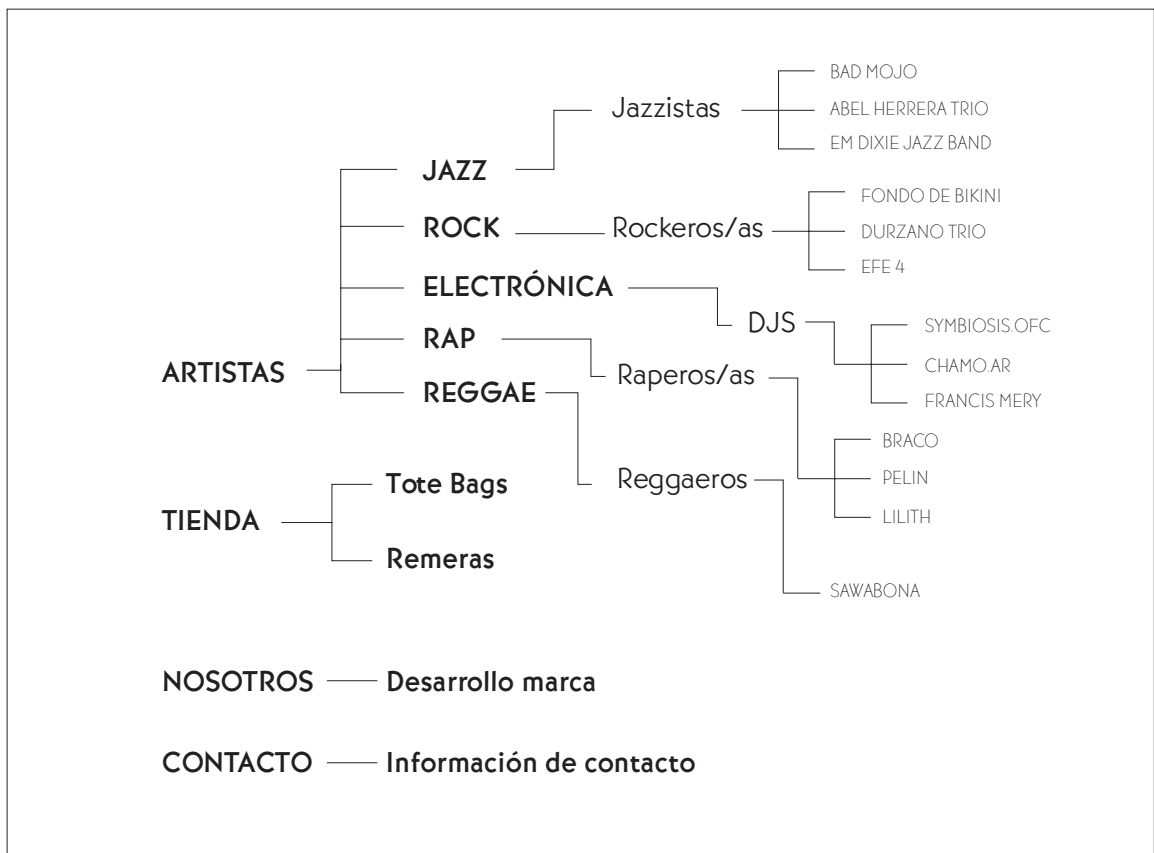 ARTISTAS
JAZZ
Jazzistas
BAD MOJO
ABEL HERRERA TRIO
EM DIXIE JAZZ BAND
ROCK
Rockeros/as
FONDO DE BIKINI
DURZANO TRIO
EFE 4
ELECTRÓNICA
DJS
SYMBIOSIS.OFC
CHAMO.AR
FRANCIS MERY
RAP
Raperos/as
BRACO
PELIN
LILITH
REGGAE
Reggaeros
SAWABONA
TIENDA
Tote Bags
Remeras
NOSOTROS
Desarrollo marca
CONTACTO
Información de contacto